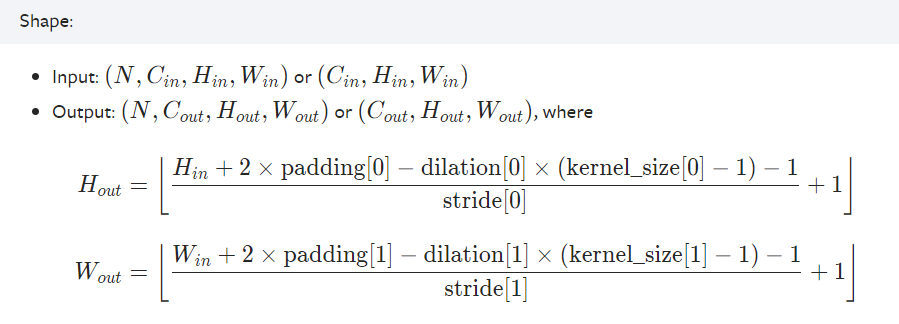 Shape:
• Input: (N, C_in, H_in, W_in) or (C_in, H_in, W_in)
• Output: (N, C_out, H_out, W_out) or (C_out, H_out, W_out), where
H_out = ⌊(H_in + 2 × padding[0] − dilation[0] × (kernel_size[0] − 1) − 1) / stride[0] + 1⌋
W_out = ⌊(W_in + 2 × padding[1] − dilation[1] × (kernel_size[1] − 1) − 1) / stride[1] + 1⌋